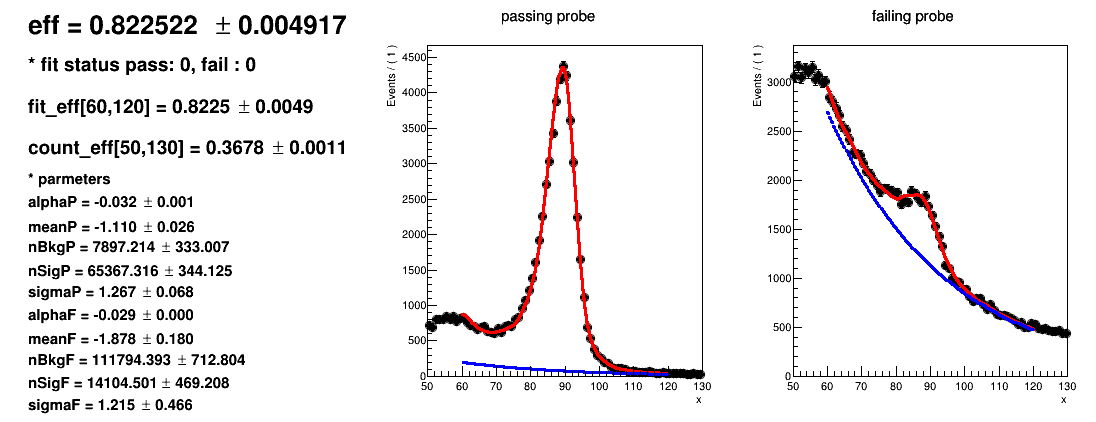 eff = 0.822522 ± 0.004917
* fit status pass: 0, fail : 0
fit_eff[60,120] = 0.8225 ± 0.0049
count_eff[50,130] = 0.3678 ± 0.0011
* parmeters
alphaP = -0.032 ± 0.001
meanP = -1.110 ± 0.026
nBkgP = 7897.214 ± 333.007
nSigP = 65367.316 ± 344.125
sigmaP = 1.267 ± 0.068
alphaF = -0.029 ± 0.000
meanF = -1.878 ± 0.180
nBkgF = 111794.393 ± 712.804
nSigF = 14104.501 ± 469.208
sigmaF = 1.215 ± 0.466
passing probe
Events / ( 1 )
4500
4000
3500
3000
2500
2000
1500
1000
500
0
50 60 70 80 90 100 110 120 130
x
failing probe
Events / ( 1 )
3000
2500
2000
1500
1000
500
0
50 60 70 80 90 100 110 120 130
x